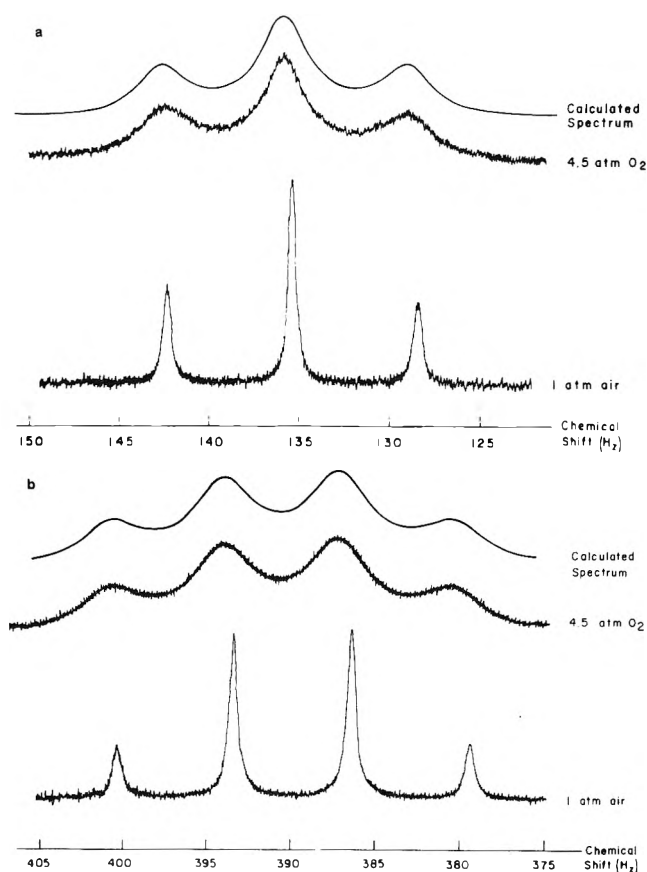 a
Calculated
Spectrum
4.5 atm O2
1 atm air
150 145 140 135 130 125
Chemical
Shift (Hz)
b
Calculated
Spectrum
4.5 atm O2
1 atm air
405 400 395 390 385 380 375
Chemical
Shift (Hz)